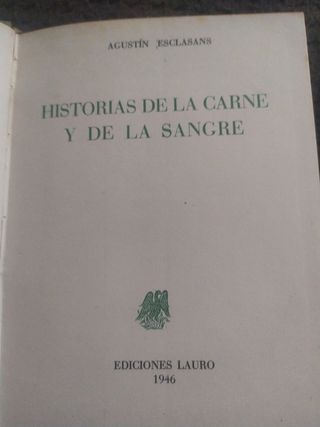 AGUSTÍN ESCLASANS
HISTORIAS DE LA CARNE
Y DE LA SANGRE
EDICIONES LAURO
1946